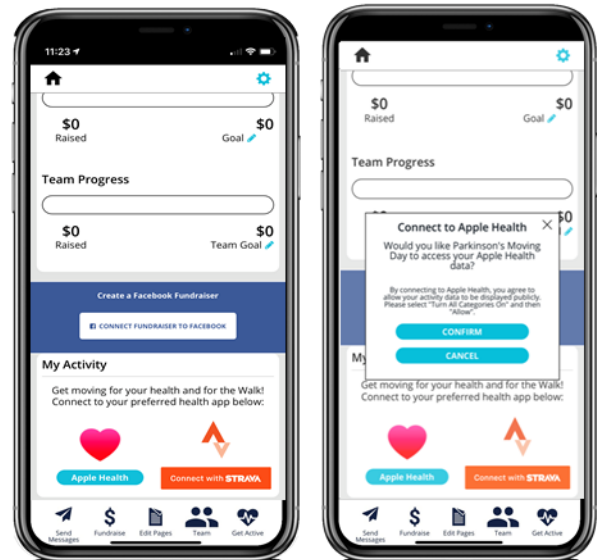 11:23
$0
$0
Raised
Goal
Team Progress
$0
$0
Raised
Team Goal
Create a Facebook Fundraiser
CONNECT FUNDRAISER TO FACEBOOK
My Activity
Get moving for your health and for the Walk!
Connect to your preferred health app below:
Apple Health
Connect with STRAVA
Send Messages
Fundraise
Edit Pages
Team
Get Active
$0
$0
Raised
Goal
Team Progress
$0
Connect to Apple Health
Would you like Parkinson's Moving
Day to access your Apple Health
data?
By connecting to Apple Health, you agree to
allow your activity data to be displayed publicly.
Please select "Turn All Categories On" and then
"Allow".
CONFIRM
CANCEL
My
Get moving for your health and for the Walk!
Connect to your preferred health app below:
Apple Health
Connect with STRAVA
Send Messages
Fundraise
Edit Pages
Team
Get Active